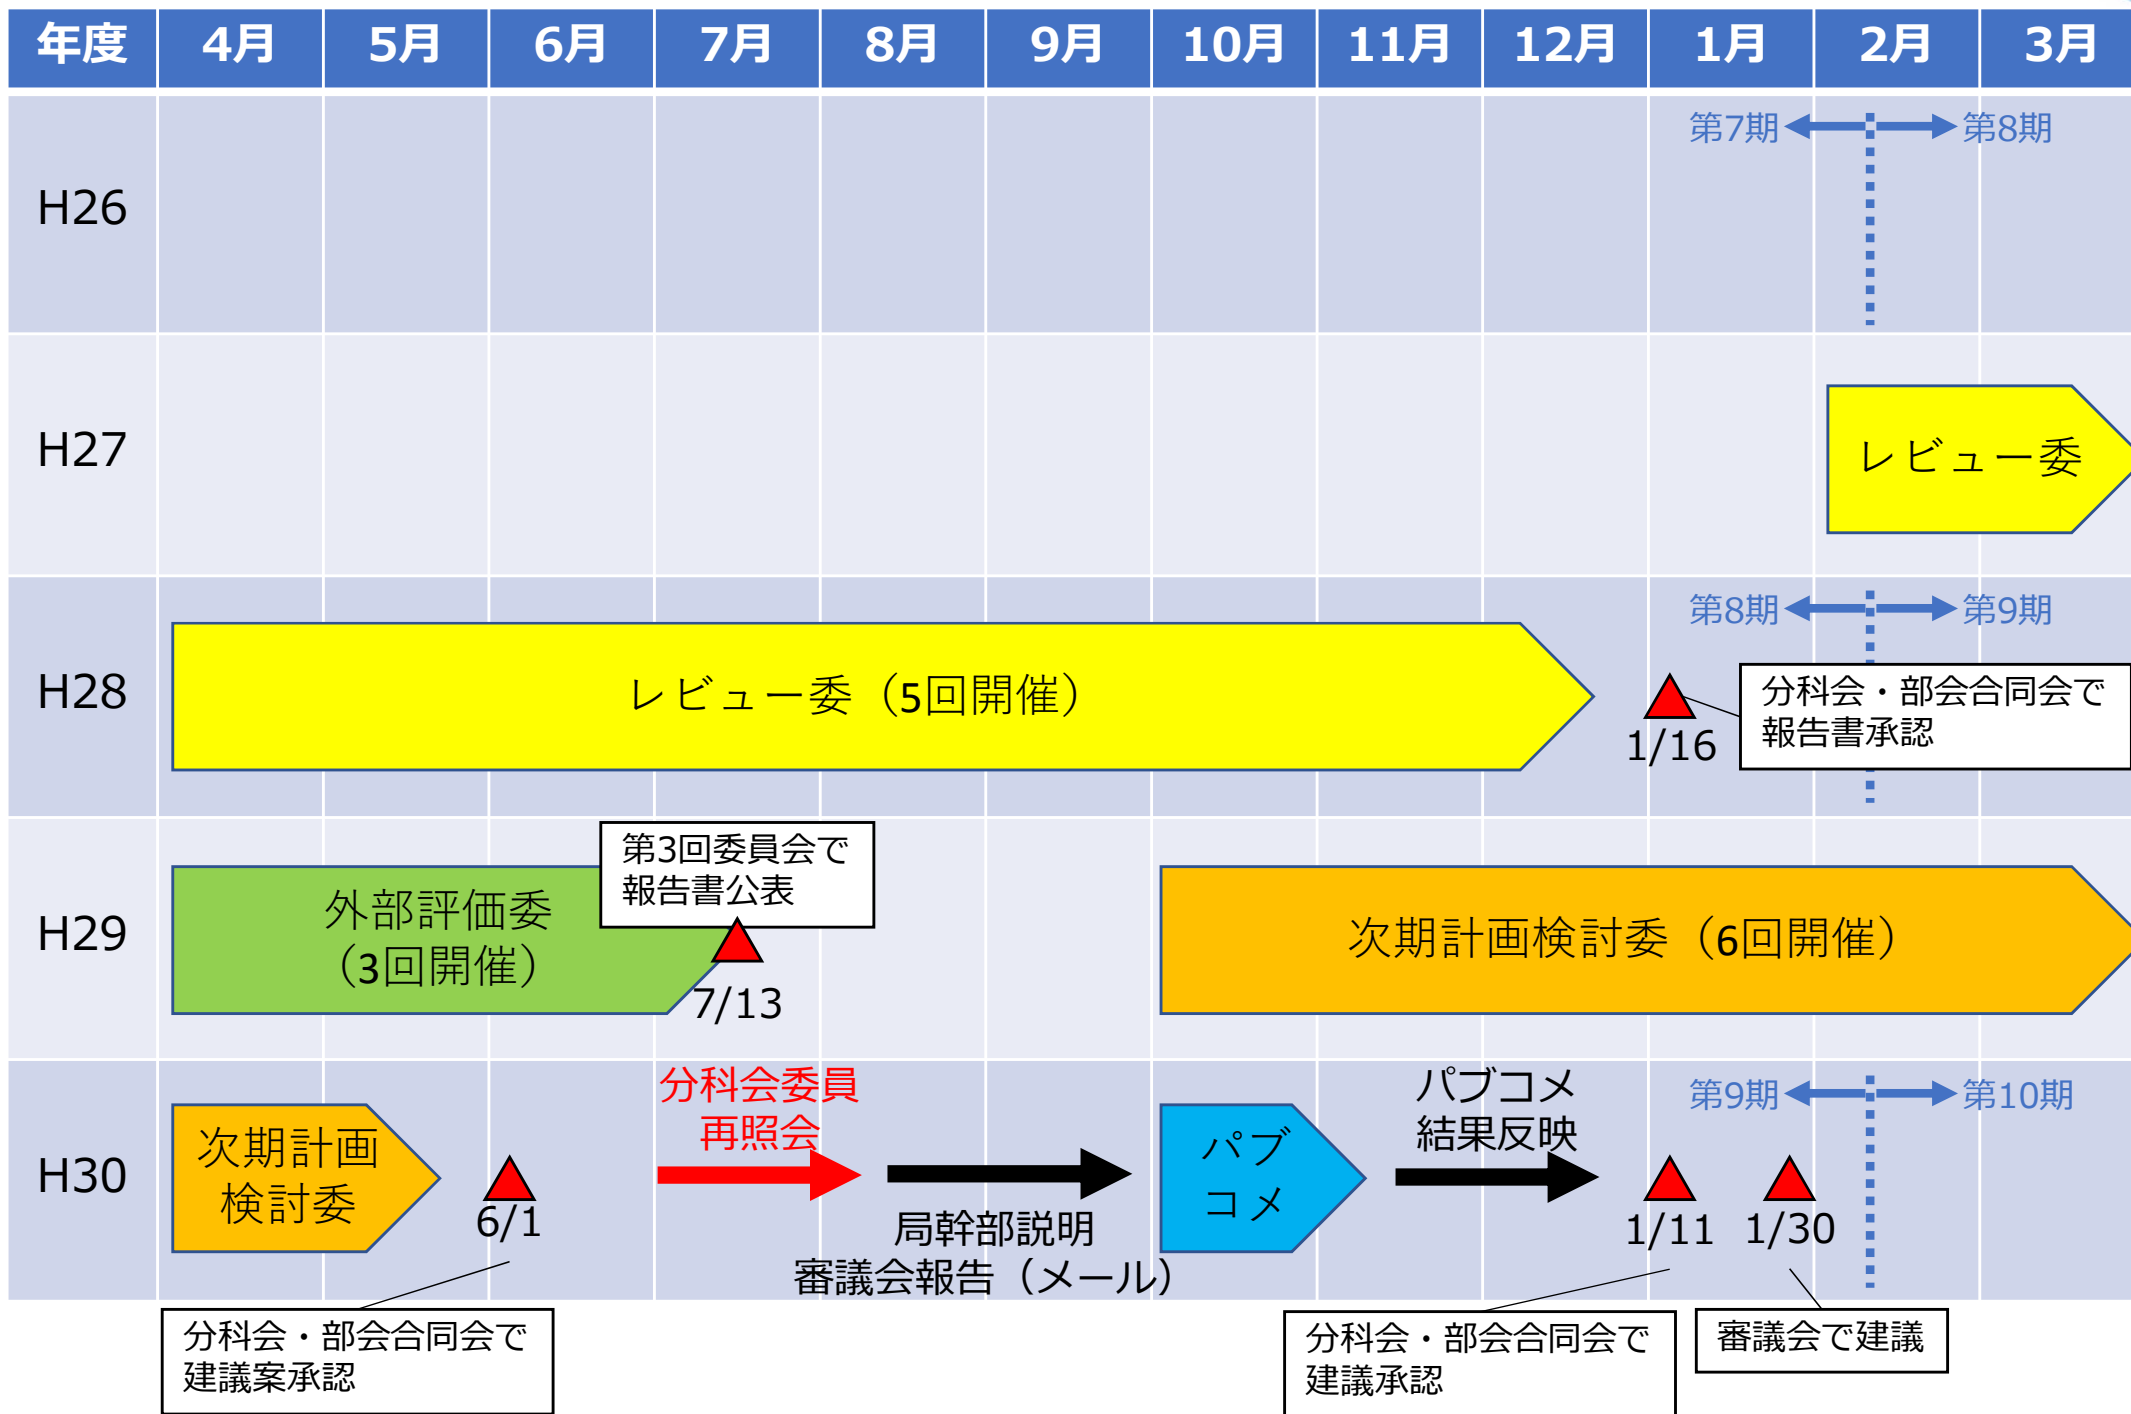 年度 4月 5月 6月 7月 8月 9月 10月 11月 12月 1月 2月 3月
H26
第7期 第8期
H27
レビュー委
H28
レビュー委（5回開催）
第8期 第9期
1/16
分科会・部会合同会で
報告書承認
H29
外部評価委
（3回開催）
第3回委員会で
報告書公表
7/13
次期計画検討委（6回開催）
H30
次期計画
検討委
6/1
分科会・部会合同会で
建議案承認
分科会委員
再照会
局幹部説明
審議会報告（メール）
パブ
コメ
パブコメ
結果反映
第9期 第10期
1/11
1/30
分科会・部会合同会で
建議承認
審議会で建議